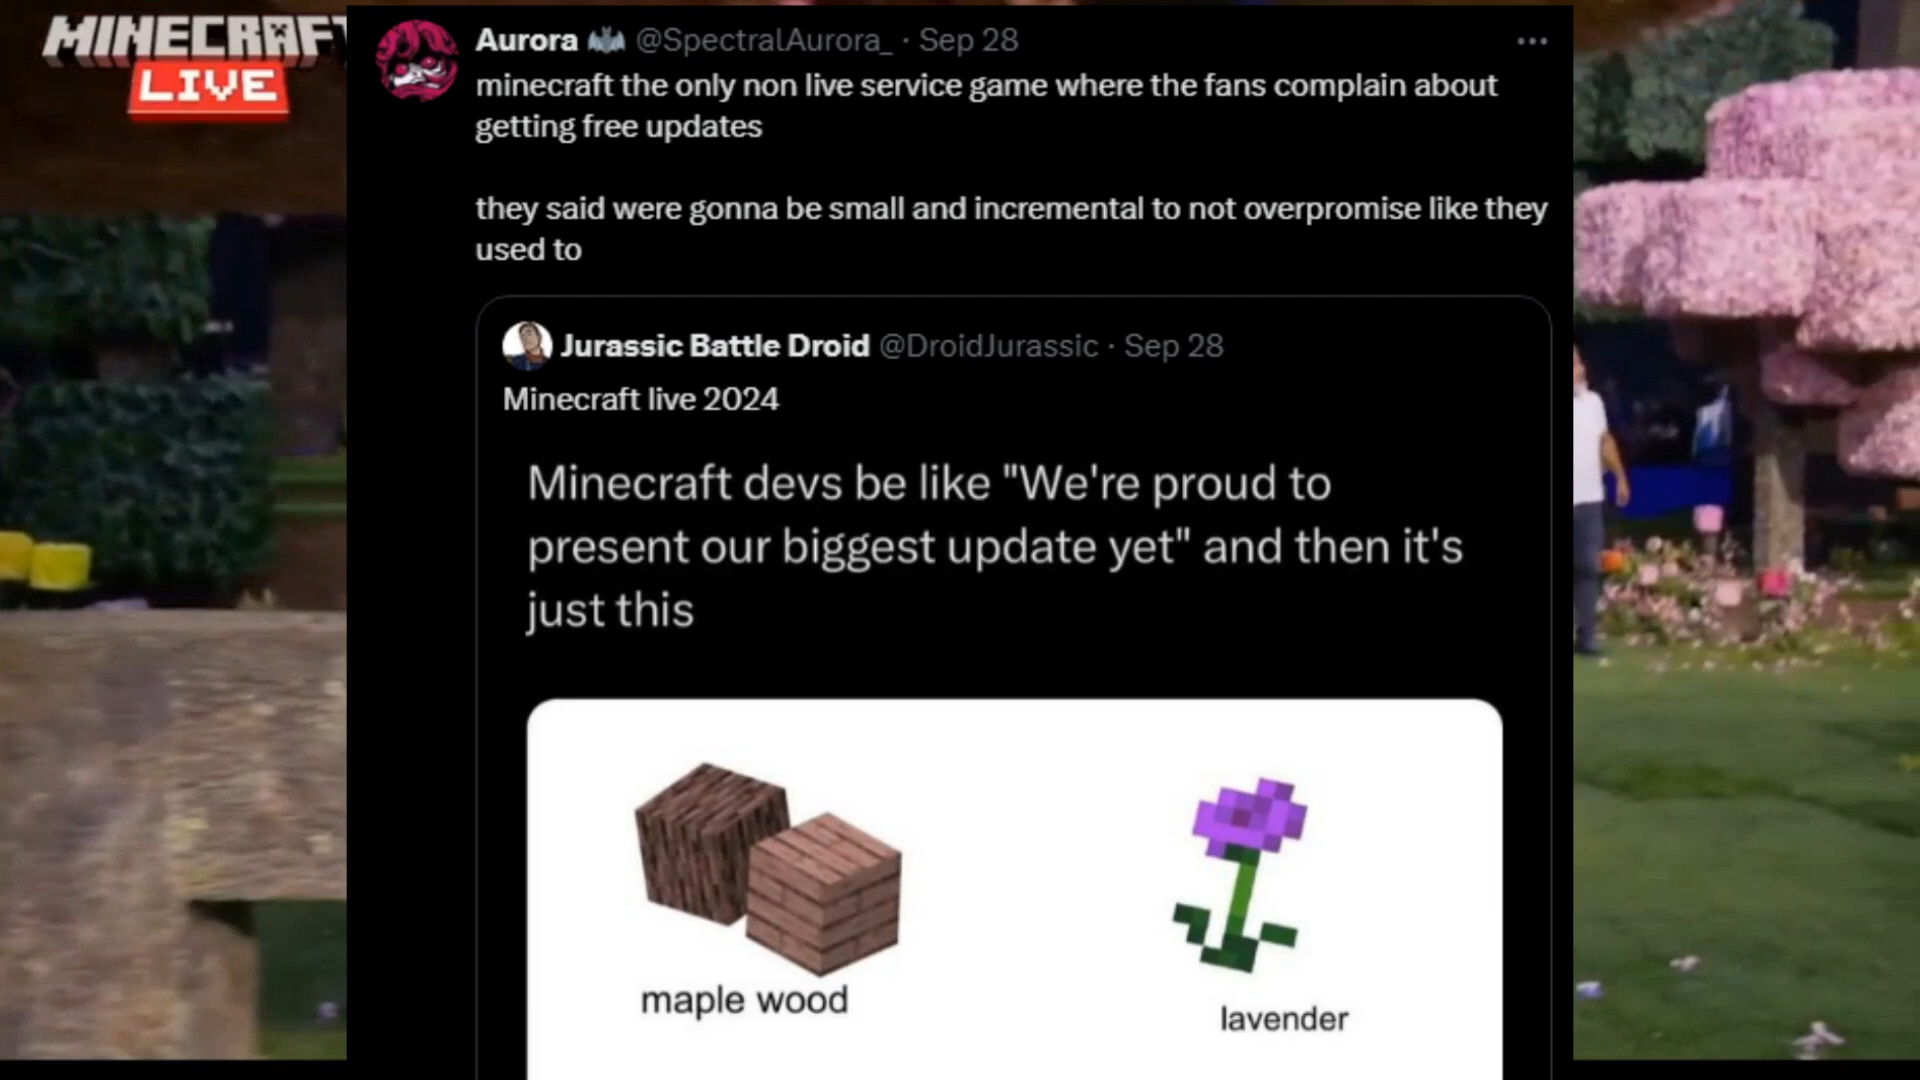 MINECRAFT
LIVE
Aurora 🦇 @SpectralAurora_ · Sep 28
minecraft the only non live service game where the fans complain about
getting free updates
they said were gonna be small and incremental to not overpromise like they
used to
Jurassic Battle Droid @DroidJurassic · Sep 28
Minecraft live 2024
Minecraft devs be like "We're proud to
present our biggest update yet" and then it's
just this
maple wood
lavender